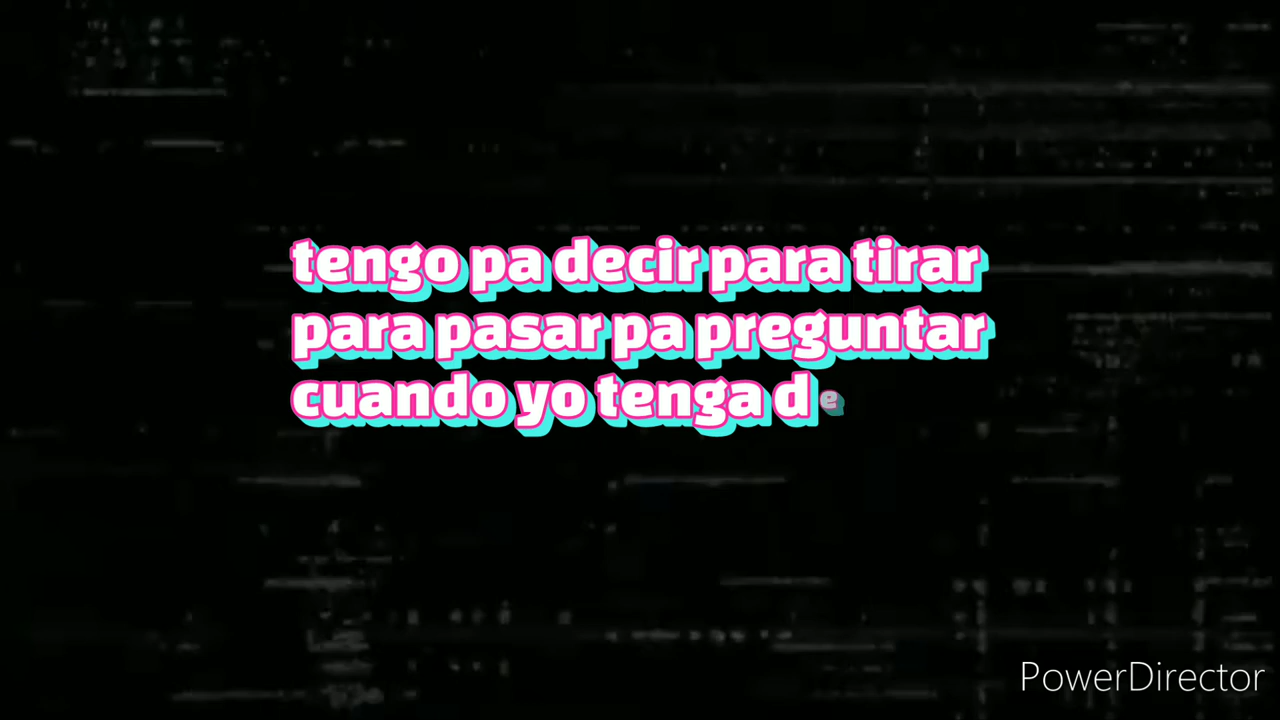 tengo pa decir para tirar
para pasar pa preguntar
cuando yo tenga de
PowerDirector